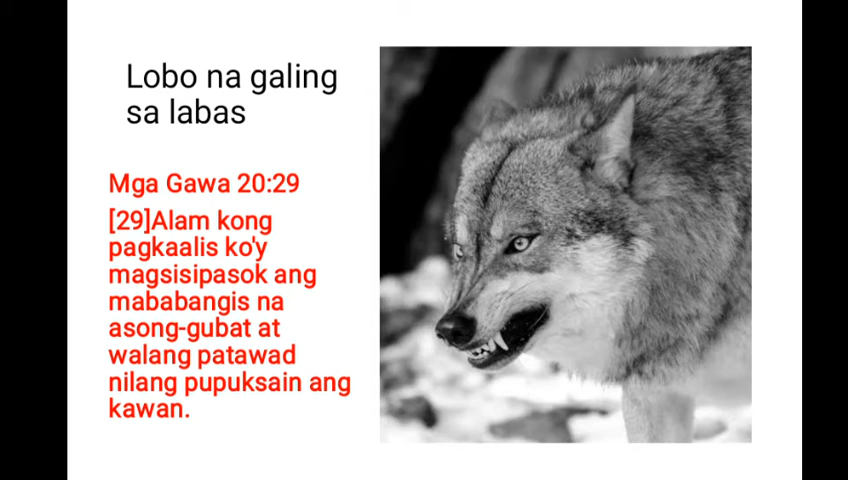 Lobo na galing
sa labas
Mga Gawa 20:29
[29]Alam kong
pagkaalis ko'y
magsisipasok ang
mababangis na
asong-gubat at
walang patawad
nilang pupuksain ang
kawan.